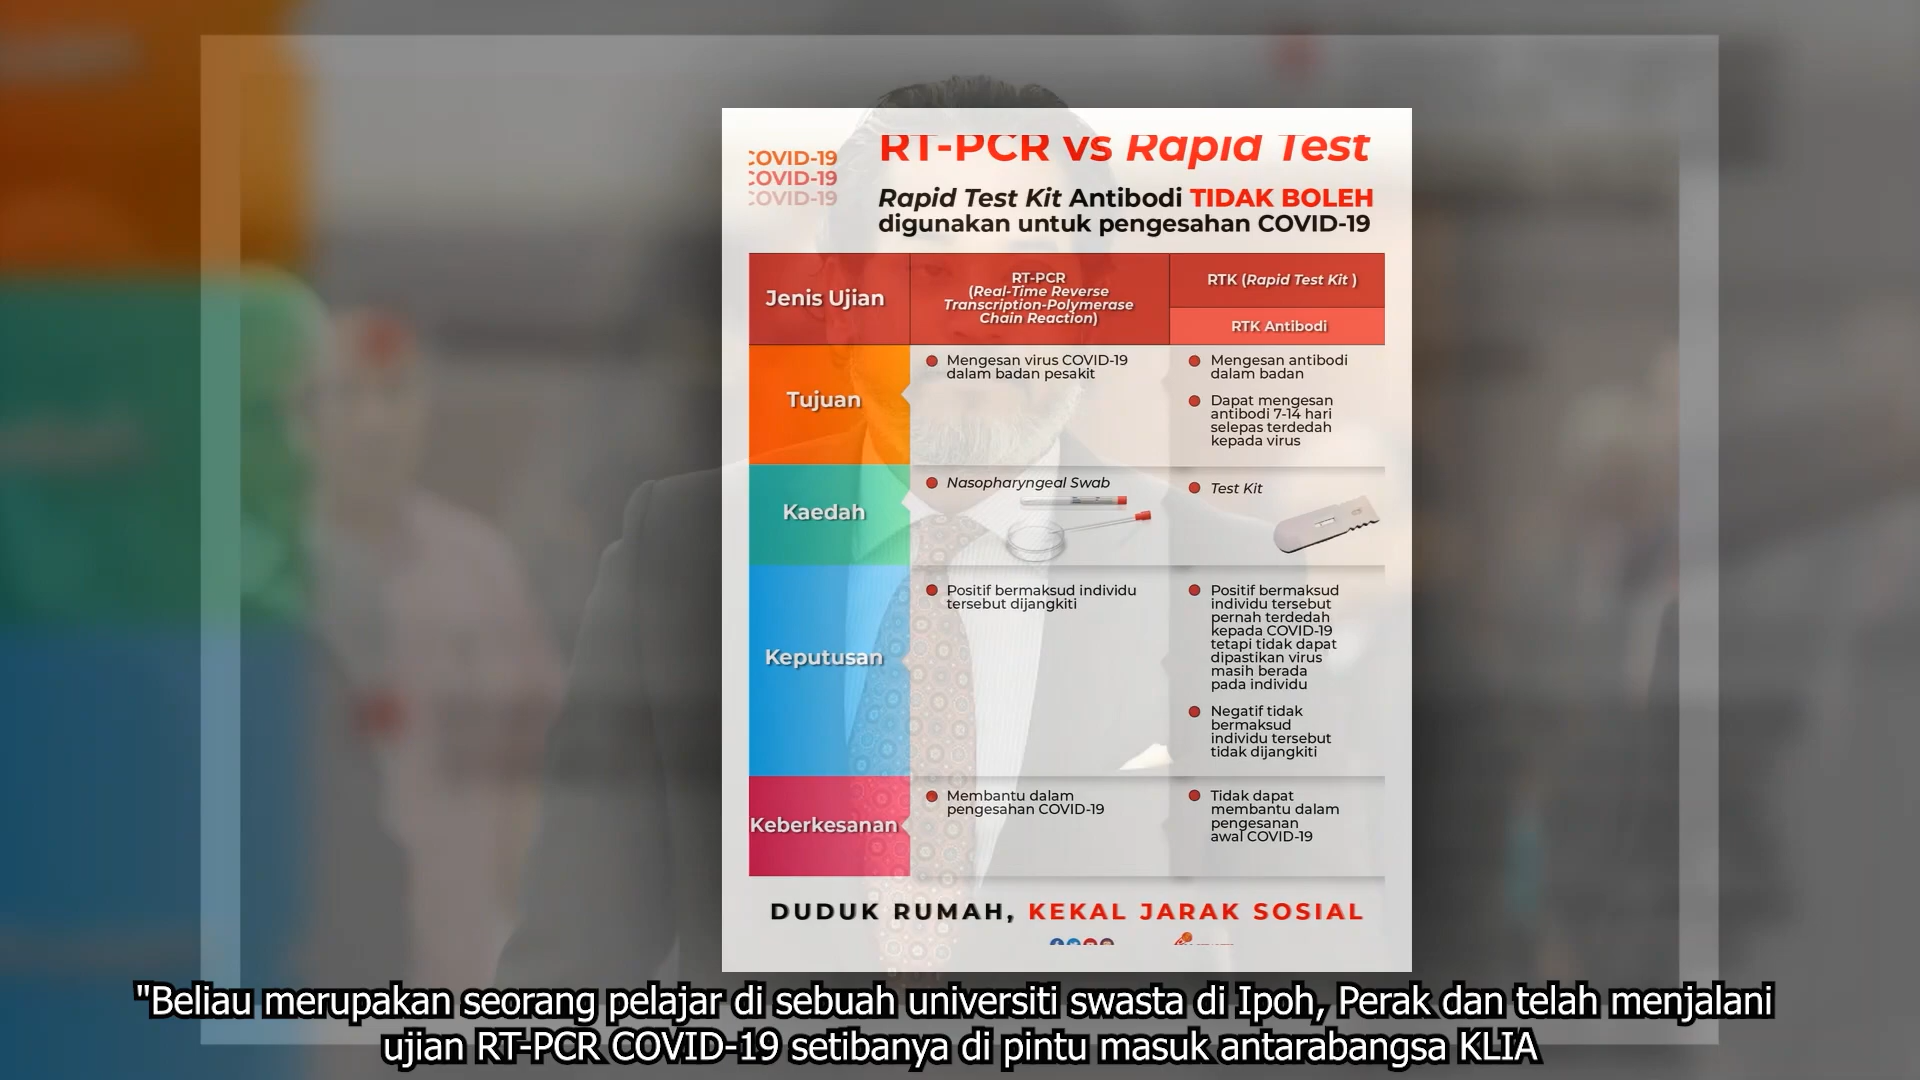 COVID-19
COVID-19
COVID-19
RT-PCR vs Rapid Test
Rapid Test Kit Antibodi TIDAK BOLEH
digunakan untuk pengesahan COVID-19
Jenis Ujian
RT-PCR
(Real-Time Reverse
Transcription-Polymerase
Chain Reaction)
RTK (Rapid Test Kit )
RTK Antibodi
Tujuan
Mengesan virus COVID-19
dalam badan pesakit
Mengesan antibodi
dalam badan
Dapat mengesan
antibodi 7-14 hari
selepas terdedah
kepada virus
Kaedah
Nasopharyngeal Swab
Test Kit
Keputusan
Positif bermaksud individu
tersebut dijangkiti
Positif bermaksud
individu tersebut
pernah terdedah
kepada COVID-19
tetapi tidak dapat
dipastikan virus
masih berada
pada individu
Negatif tidak
bermaksud
individu tersebut
tidak dijangkiti
Keberkesanan
Membantu dalam
pengesahan COVID-19
Tidak dapat
membantu dalam
pengesanan
awal COVID-19
DUDUK RUMAH, KEKAL JARAK SOSIAL
"Beliau merupakan seorang pelajar di sebuah universiti swasta di Ipoh, Perak dan telah menjalani
ujian RT-PCR COVID-19 setibanya di pintu masuk antarabangsa KLIA